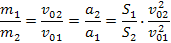 m₁/m₂ = v₀₂/v₀₁ = a₂/a₁ = S₁/S₂ · v₀₂²/v₀₁²